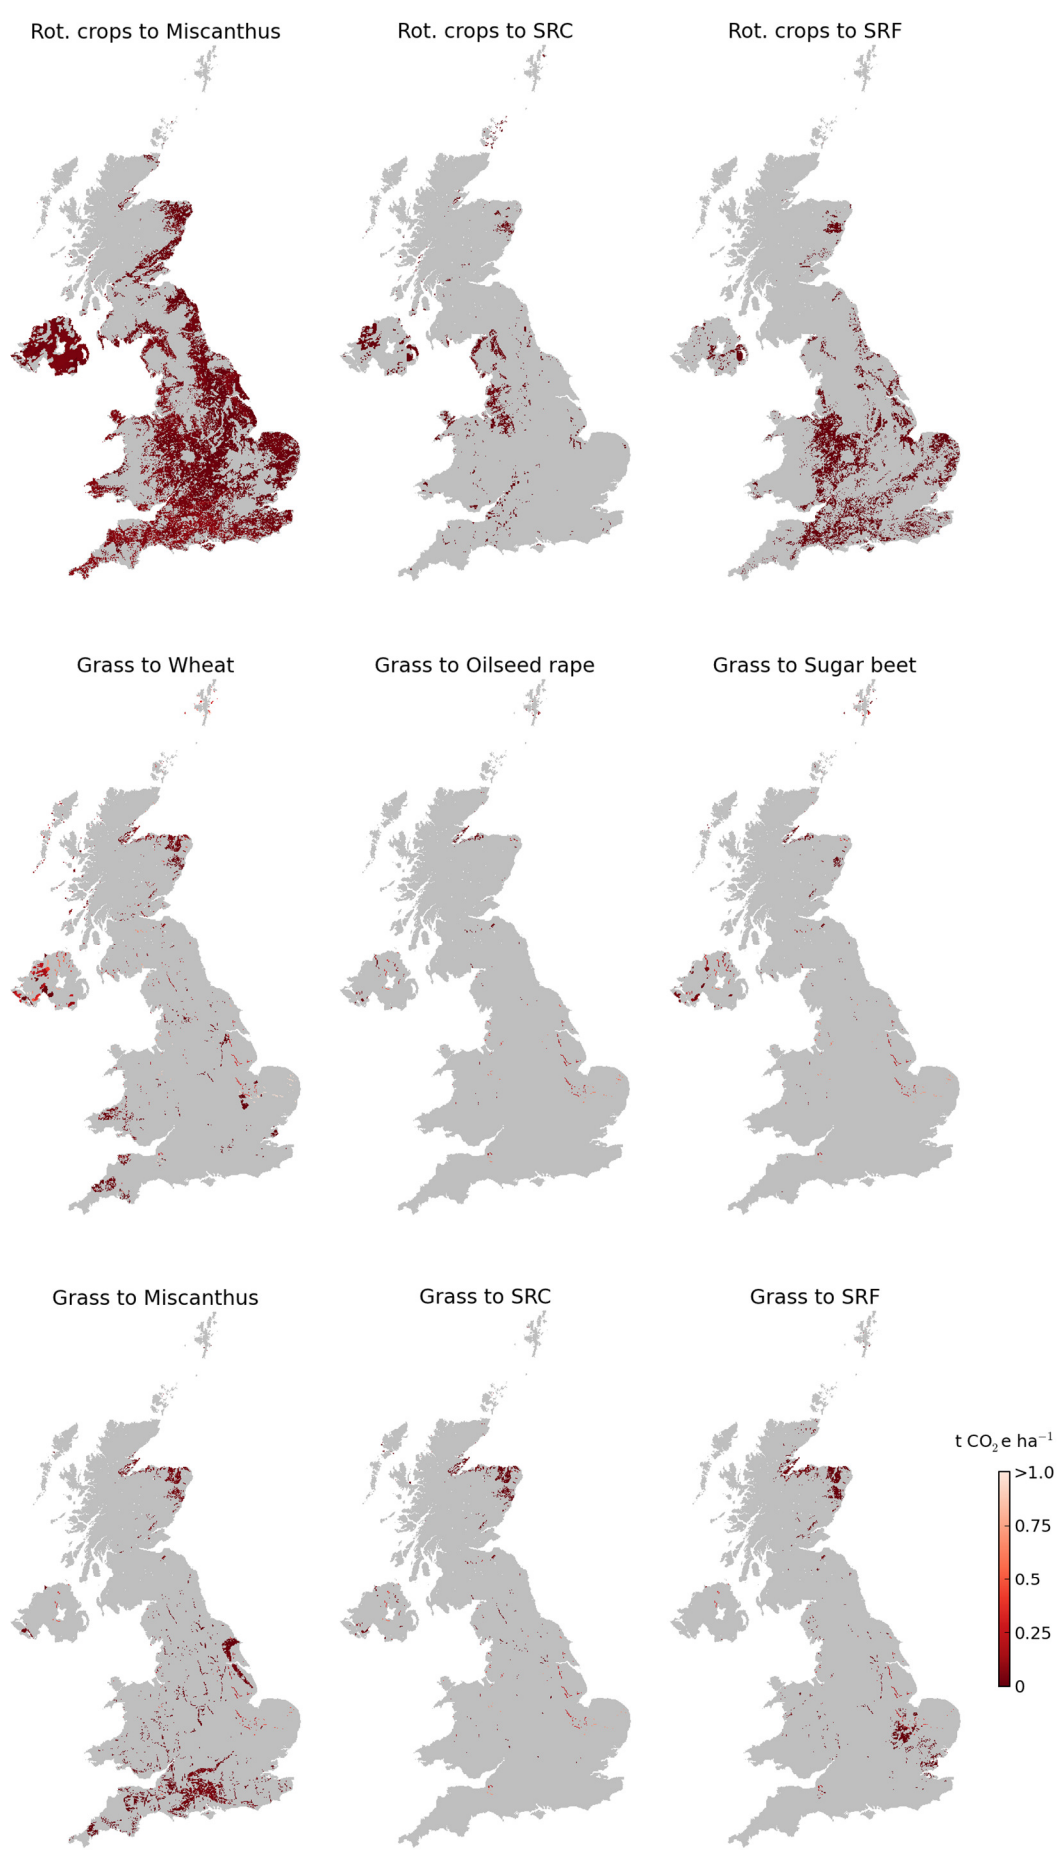 Rot. crops to Miscanthus
Rot. crops to SRC
Rot. crops to SRF
Grass to Wheat
Grass to Oilseed rape
Grass to Sugar beet
Grass to Miscanthus
Grass to SRC
Grass to SRF
t CO₂e ha⁻¹
>1.0
0.75
0.5
0.25
0